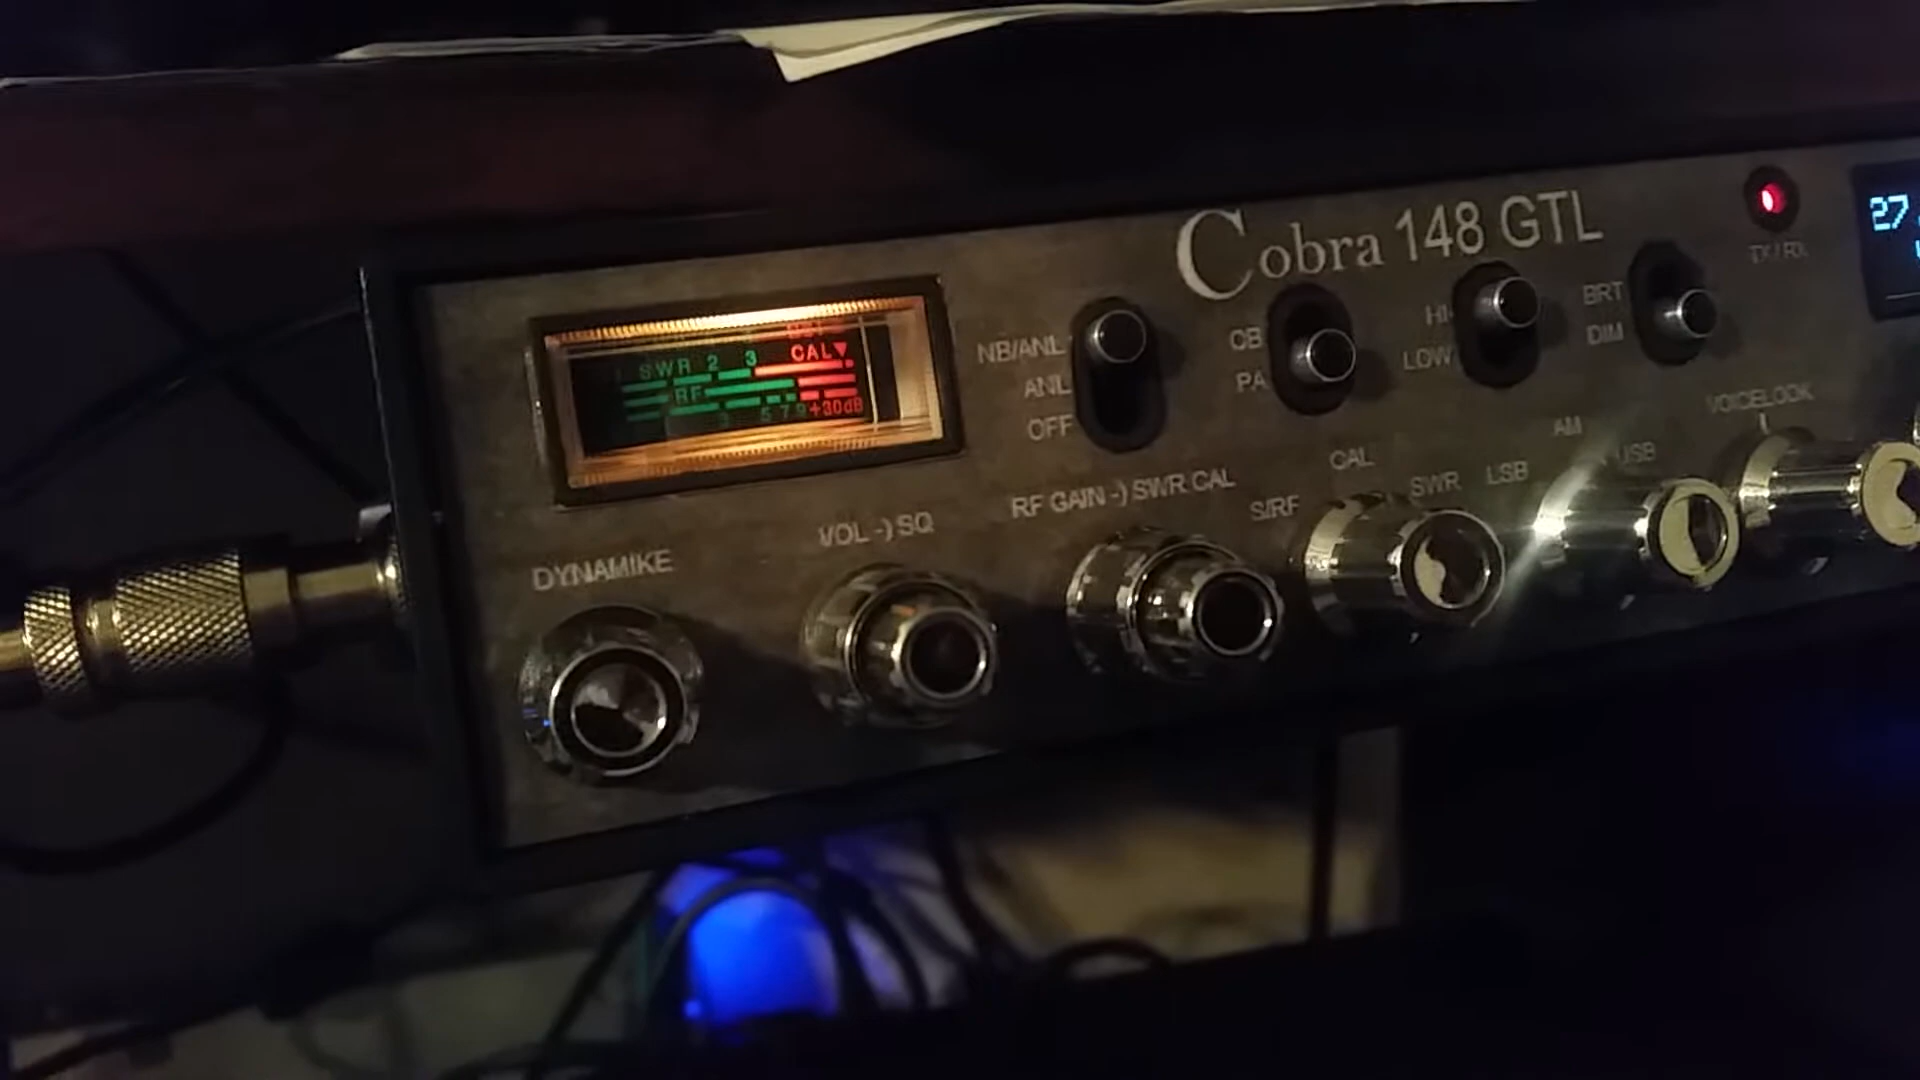 Cobra 148 GTL
TX / RX
27.
SWR 2 3 CAL
RF
3 5 7 9 +30dB
NB/ANL
ANL
OFF
CB
PA
HI
LOW
BRT
DIM
DYNAMIKE
VOL -) SQ
RF GAIN -) SWR CAL
S/RF
CAL
SWR
LSB
AM
USB
VOICELOOK